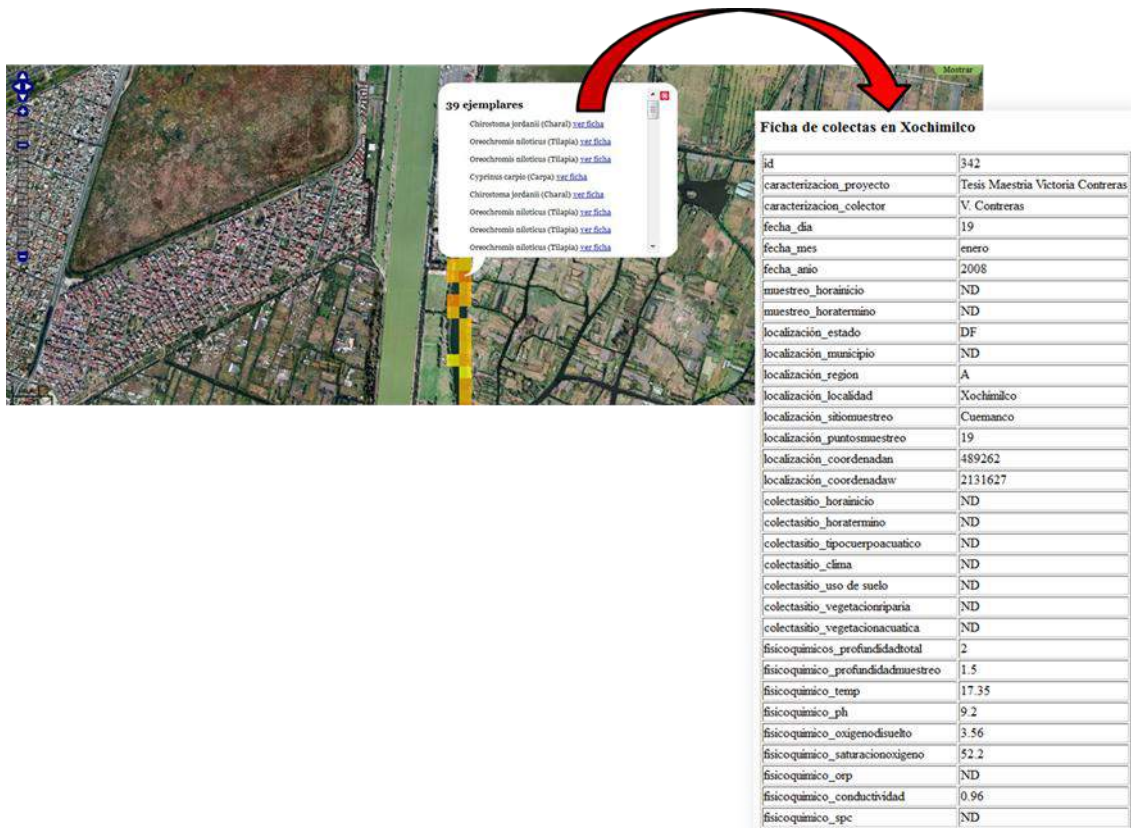 Mostrar
39 ejemplares
Chirostoma jordanii (Charal) ver ficha
Oreochromis niloticus (Tilapia) ver ficha
Oreochromis niloticus (Tilapia) ver ficha
Cyprinus carpio (Carpa) ver ficha
Chirostoma jordanii (Charal) ver ficha
Oreochromis niloticus (Tilapia) ver ficha
Oreochromis niloticus (Tilapia) ver ficha
Oreochromis niloticus (Tilapia) ver ficha
Ficha de colectas en Xochimilco
id 342
caracterizacion_proyecto Tesis Maestria Victoria Contreras
caracterizacion_colector V. Contreras
fecha_dia 19
fecha_mes enero
fecha_anio 2008
muestreo_horainicio ND
muestreo_horatermino ND
localización_estado DF
localización_municipio ND
localización_region A
localización_localidad Xochimilco
localización_sitiomuestreo Cuemanco
localización_puntosmuestreo 19
localización_coordenadan 489262
localización_coordenadaw 2131627
colectasitio_horainicio ND
colectasitio_horatermino ND
colectasitio_tipocuerpoacuatico ND
colectasitio_clima ND
colectasitio_uso de suelo ND
colectasitio_vegetacionriparia ND
colectasitio_vegetacionacuatica ND
fisicoquimicos_profundidadtotal 2
fisicoquimico_profundidadmuestreo 1.5
fisicoquimico_temp 17.35
fisicoquimico_ph 9.2
fisicoquimico_oxigenodisuelto 3.56
fisicoquimico_saturacionoxigeno 52.2
fisicoquimico_orp ND
fisicoquimico_conductividad 0.96
fisicoquimico_spc ND